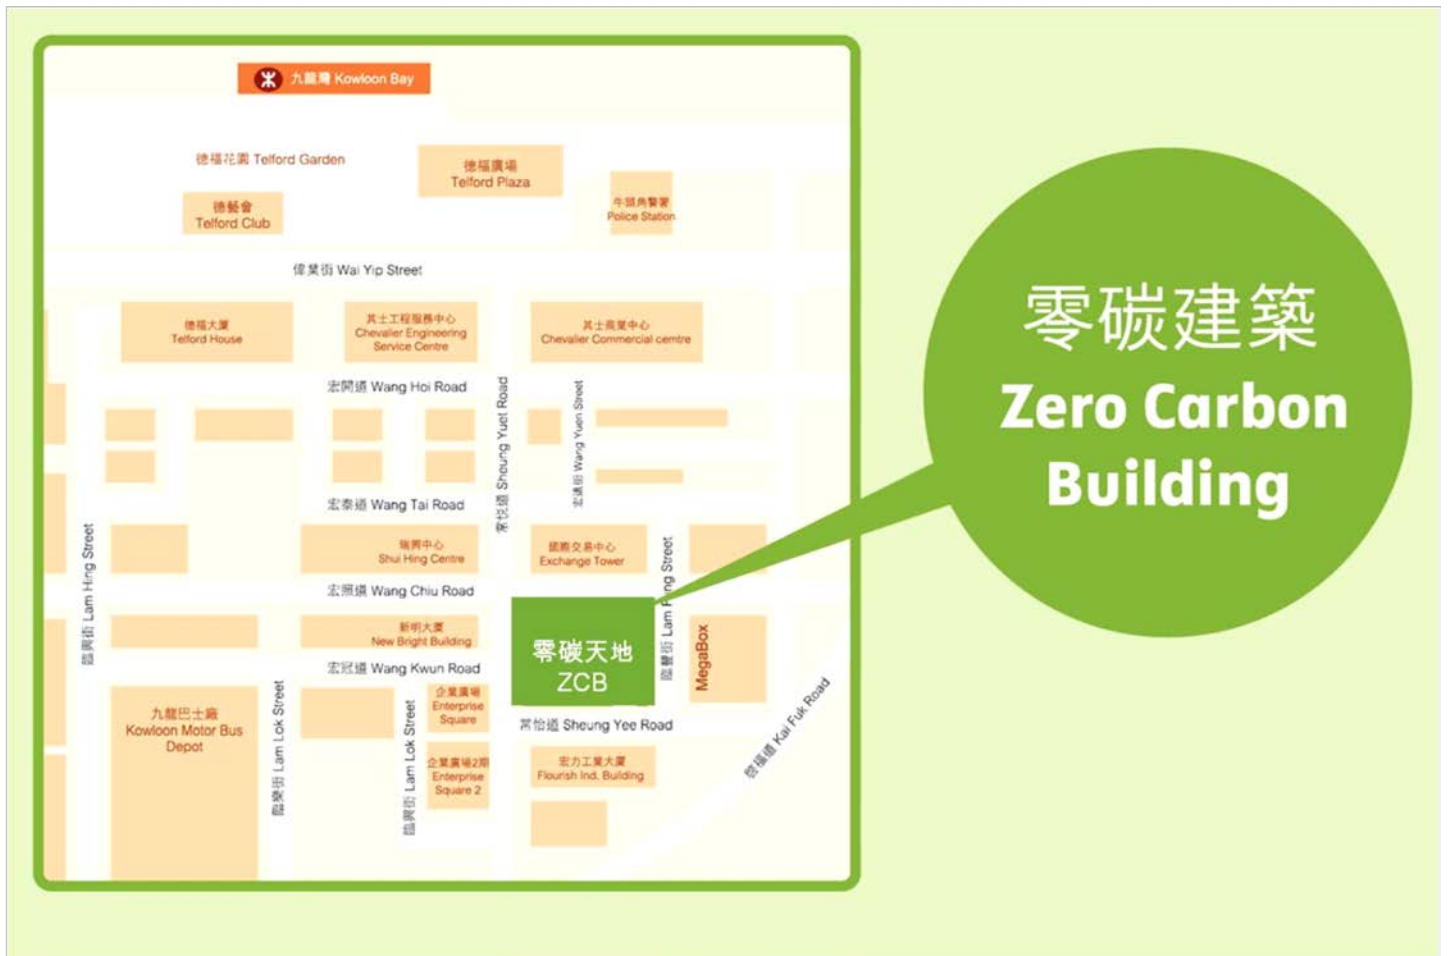 九龍灣 Kowloon Bay
德福花園 Telford Garden
德福廣場
Telford Plaza
德藝會
Telford Club
牛頭角警署
Police Station
偉業街 Wai Yip Street
德福大厦
Telford House
其士工程服務中心
Chevalier Engineering
Service Centre
其士商業中心
Chevalier Commercial cemtre
零碳建築
Zero Carbon
Building
宏開道 Wang Hoi Road
常悅道 Sheung Yuet Road
宏遠街 Wang Yuen Street
宏泰道 Wang Tai Road
臨興街 Lam Hing Street
瑞興中心
Shui Hing Centre
國際交易中心
Exchange Tower
臨豐街 Lam Fung Street
宏照道 Wang Chiu Road
新明大厦
New Bright Building
零碳天地
ZCB
MegaBox
宏冠道 Wang Kwun Road
九龍巴士廠
Kowloon Motor Bus
Depot
臨樂街 Lam Lok Street
臨興街 Lam Lok Street
企業廣場
Enterprise
Square
常怡道 Sheung Yee Road
企業廣場2期
Enterprise
Square 2
宏力工業大厦
Flourish Ind. Building
啓福道 Kai Fuk Road